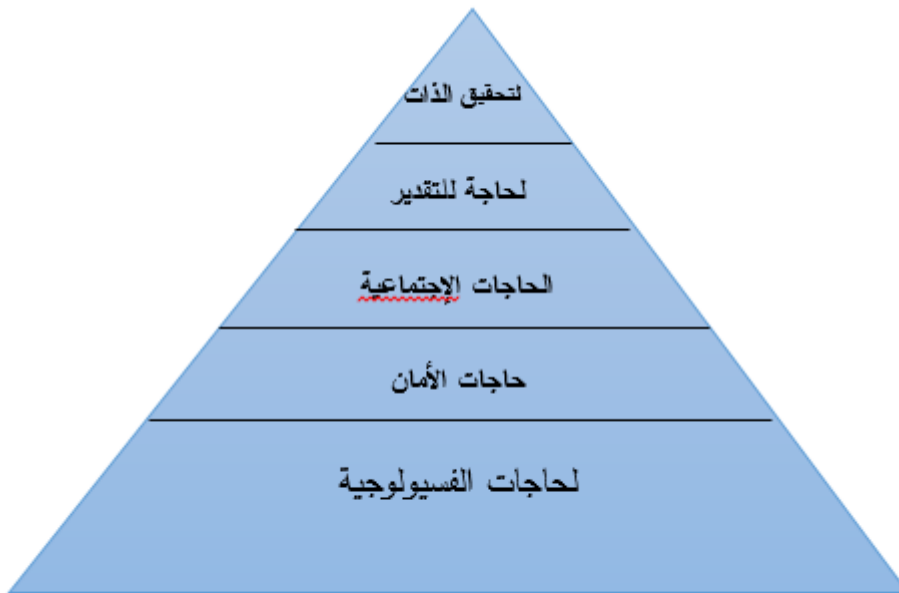 لتحقيق الذات
لحاجة للتقدير
الحاجات الإجتماعية
حاجات الأمان
لحاجات الفسيولوجية